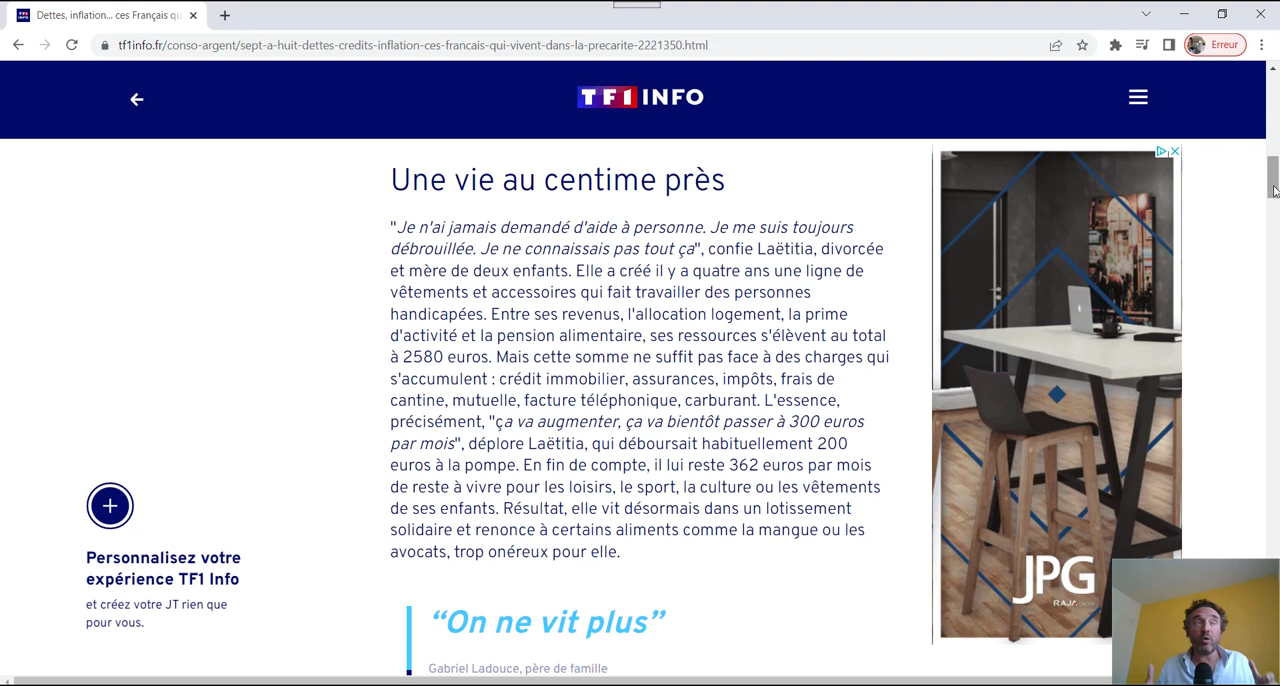 Dettes, inflation... ces Français qu
tf1info.fr/conso-argent/sept-a-huit-dettes-credits-inflation-ces-francais-qui-vivent-dans-la-precarite-2221350.html
Erreur
TF1 INFO
Une vie au centime près
"Je n'ai jamais demandé d'aide à personne. Je me suis toujours
débrouillée. Je ne connaissais pas tout ça", confie Laëtitia, divorcée
et mère de deux enfants. Elle a créé il y a quatre ans une ligne de
vêtements et accessoires qui fait travailler des personnes
handicapées. Entre ses revenus, l'allocation logement, la prime
d'activité et la pension alimentaire, ses ressources s'élèvent au total
à 2580 euros. Mais cette somme ne suffit pas face à des charges qui
s'accumulent : crédit immobilier, assurances, impôts, frais de
cantine, mutuelle, facture téléphonique, carburant. L'essence,
précisément, "ça va augmenter, ça va bientôt passer à 300 euros
par mois", déplore Laëtitia, qui déboursait habituellement 200
euros à la pompe. En fin de compte, il lui reste 362 euros par mois
de reste à vivre pour les loisirs, le sport, la culture ou les vêtements
de ses enfants. Résultat, elle vit désormais dans un lotissement
solidaire et renonce à certains aliments comme la mangue ou les
avocats, trop onéreux pour elle.
“On ne vit plus”
Gabriel Ladouce, père de famille
Personnalisez votre
expérience TF1 Info
et créez votre JT rien que
pour vous.
JPG
RAJA GROUP